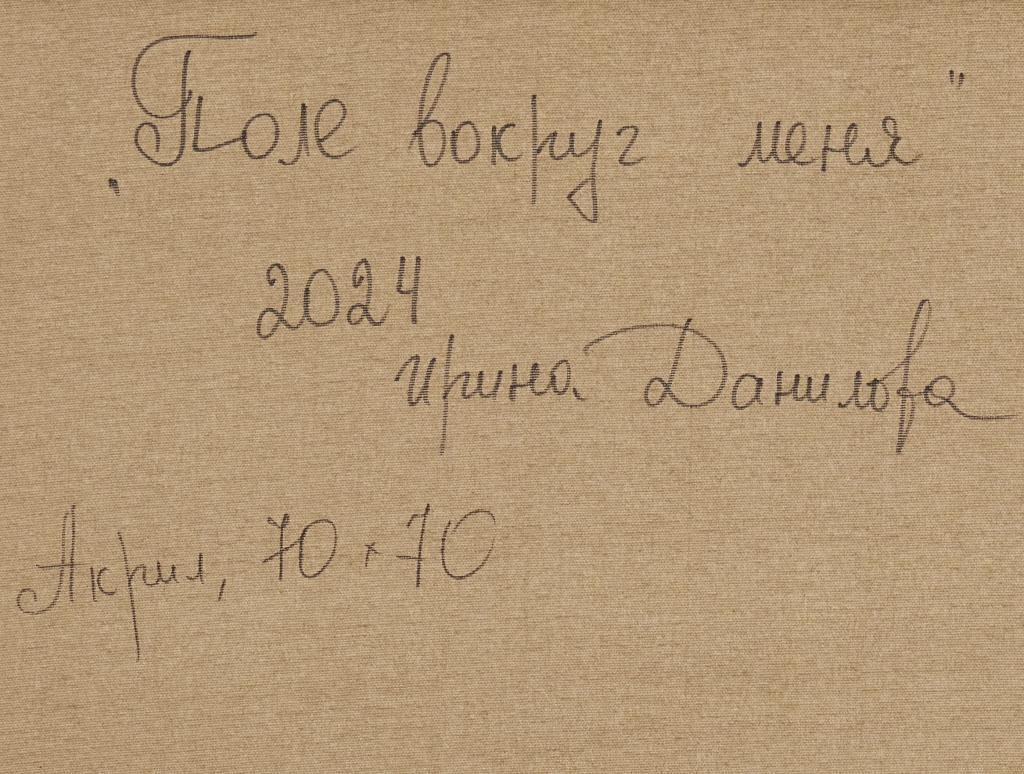 „Поле вокруг меня"
2024
Ирина Данилова
Акрил, 70 × 70